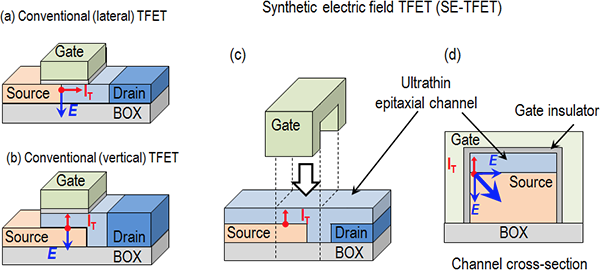 Synthetic electric field TFET (SE-TFET)
(a) Conventional (lateral) TFET
Gate
Source
I_T
E
Drain
BOX
(b) Conventional (vertical) TFET
Gate
I_T
Source
E
Drain
BOX
(c)
Gate
Ultrathin
epitaxial channel
I_T
Source
Drain
BOX
(d)
Gate insulator
Gate
I_T
E
Source
E
BOX
Channel cross-section